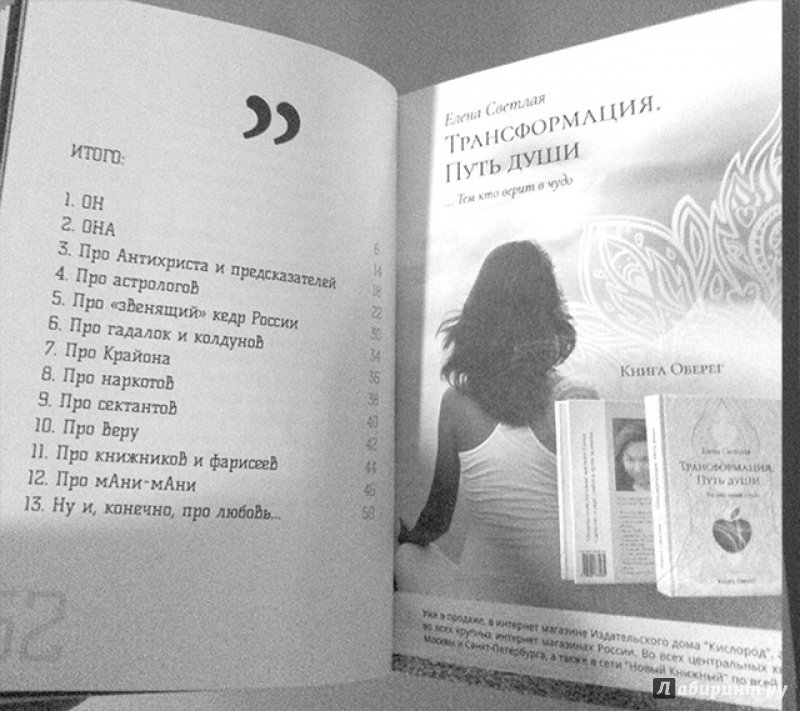 ИТОГО:
1. ОН 6
2. ОНА 14
3. Про Антихриста и предсказателей 18
4. Про астрологов 22
5. Про «звенящий» кедр России 30
6. Про гадалок и колдунов 34
7. Про Крайона 36
8. Про наркотов 38
9. Про сектантов 40
10. Про веру 42
11. Про книжников и фарисеев 44
12. Про мАни-мАни 46
13. Ну и, конечно, про любовь... 50
52
Елена Светлая
Трансформация.
Путь души
... Тем кто верит в чудо
Книга Оберег
Елена Светлая
Трансформация.
Путь души
Книга Оберег
Уже в продаже, в интернет магазине Издательского дома "Кислород", а
во всех крупных интернет магазинах России. Во всех центральных
Москвы и Санкт-Петербурга, а также в сети "Новый Книжный" по всей
Лабиринт.ру